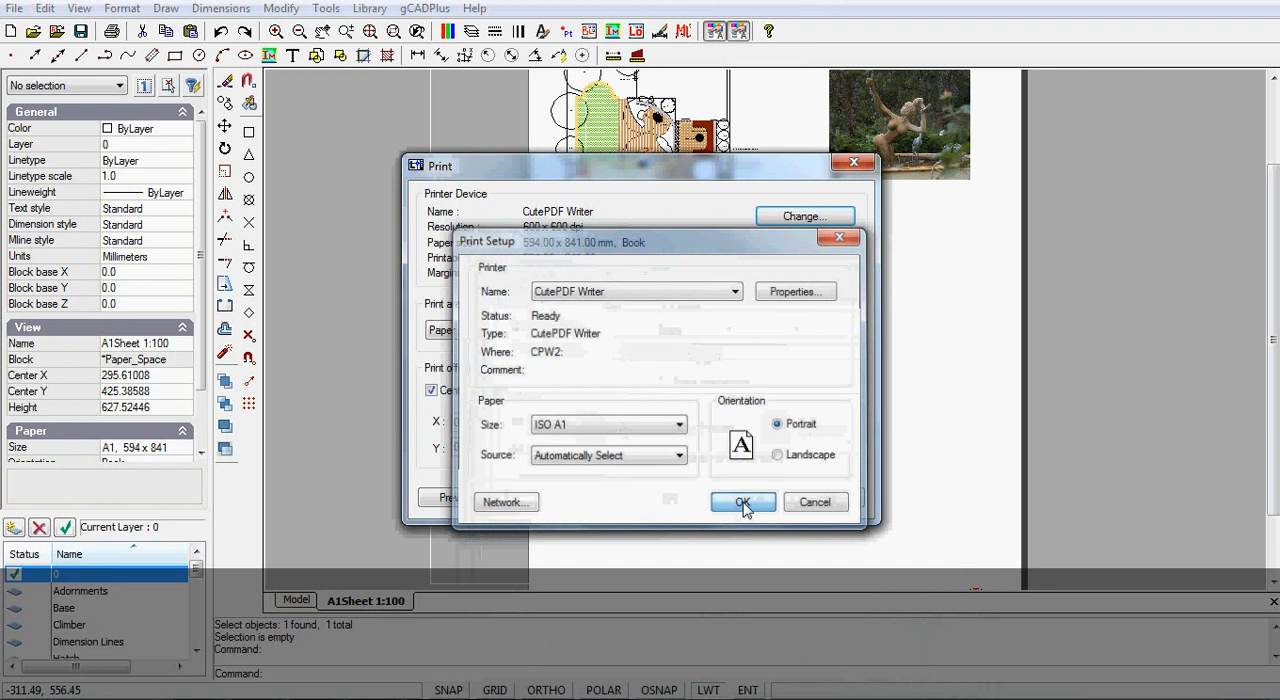 File Edit View Format Draw Dimensions Modify Tools Library gCADPlus Help
No selection
General
Color ByLayer
Layer 0
Linetype ByLayer
Linetype scale 1.0
Lineweight ByLayer
Text style Standard
Dimension style Standard
Mline style Standard
Units Millimeters
Block base X 0.0
Block base Y 0.0
Block base Z 0.0
View
Name A1Sheet 1:100
Block *Paper_Space
Center X 295.61008
Center Y 425.38588
Height 627.52446
Paper
Size A1, 594 x 841
Current Layer : 0
Status Name
0
Adornments
Base
Climber
Dimension Lines
Hatch
Print
Printer Device
Name : CutePDF Writer
Resolution : 600 x 600 dpi
Change...
594.00 x 841.00 mm, Book
Print Setup
Printer
Name: CutePDF Writer
Properties...
Status: Ready
Type: CutePDF Writer
Where: CPW2:
Comment:
Paper
Size: ISO A1
Source: Automatically Select
Orientation
A
Portrait
Landscape
Network...
OK
Cancel
X :
Y :
Model A1Sheet 1:100
Select objects: 1 found, 1 total
Selection is empty
Command:
Command:
-311.49, 556.45 SNAP GRID ORTHO POLAR OSNAP LWT ENT